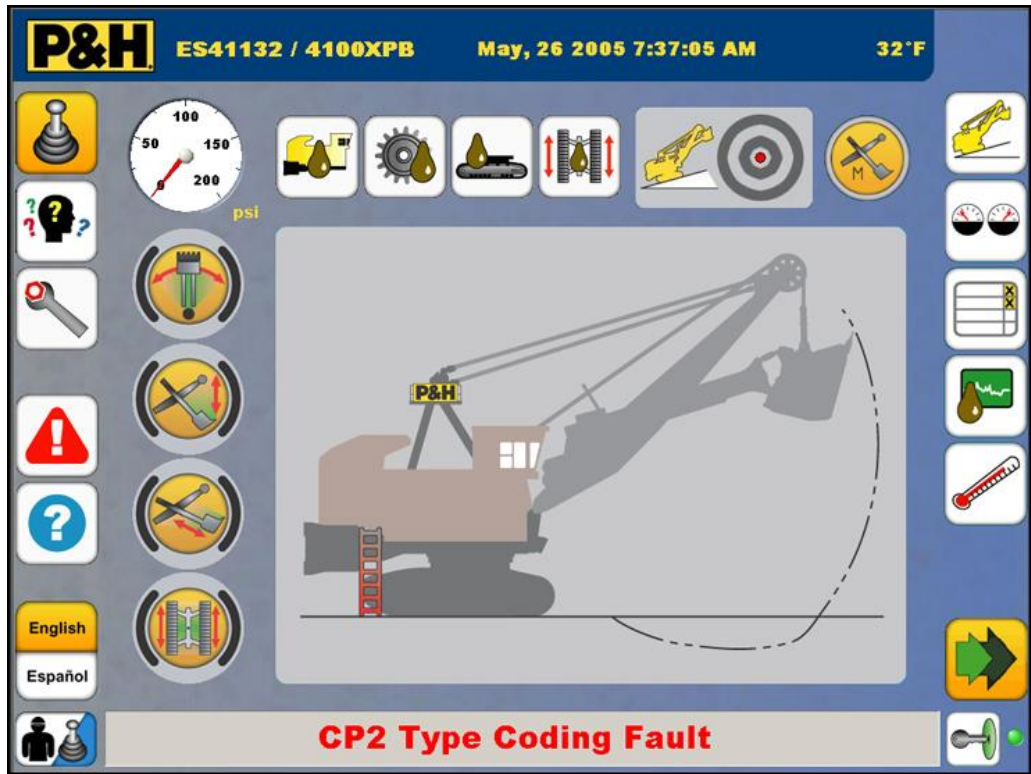 P&H
ES41132 / 4100XPB May, 26 2005 7:37:05 AM 32°F
100
50 150
0 200
psi
M
? ? ? ?
X
X
P&H
!
?
English
Español
CP2 Type Coding Fault